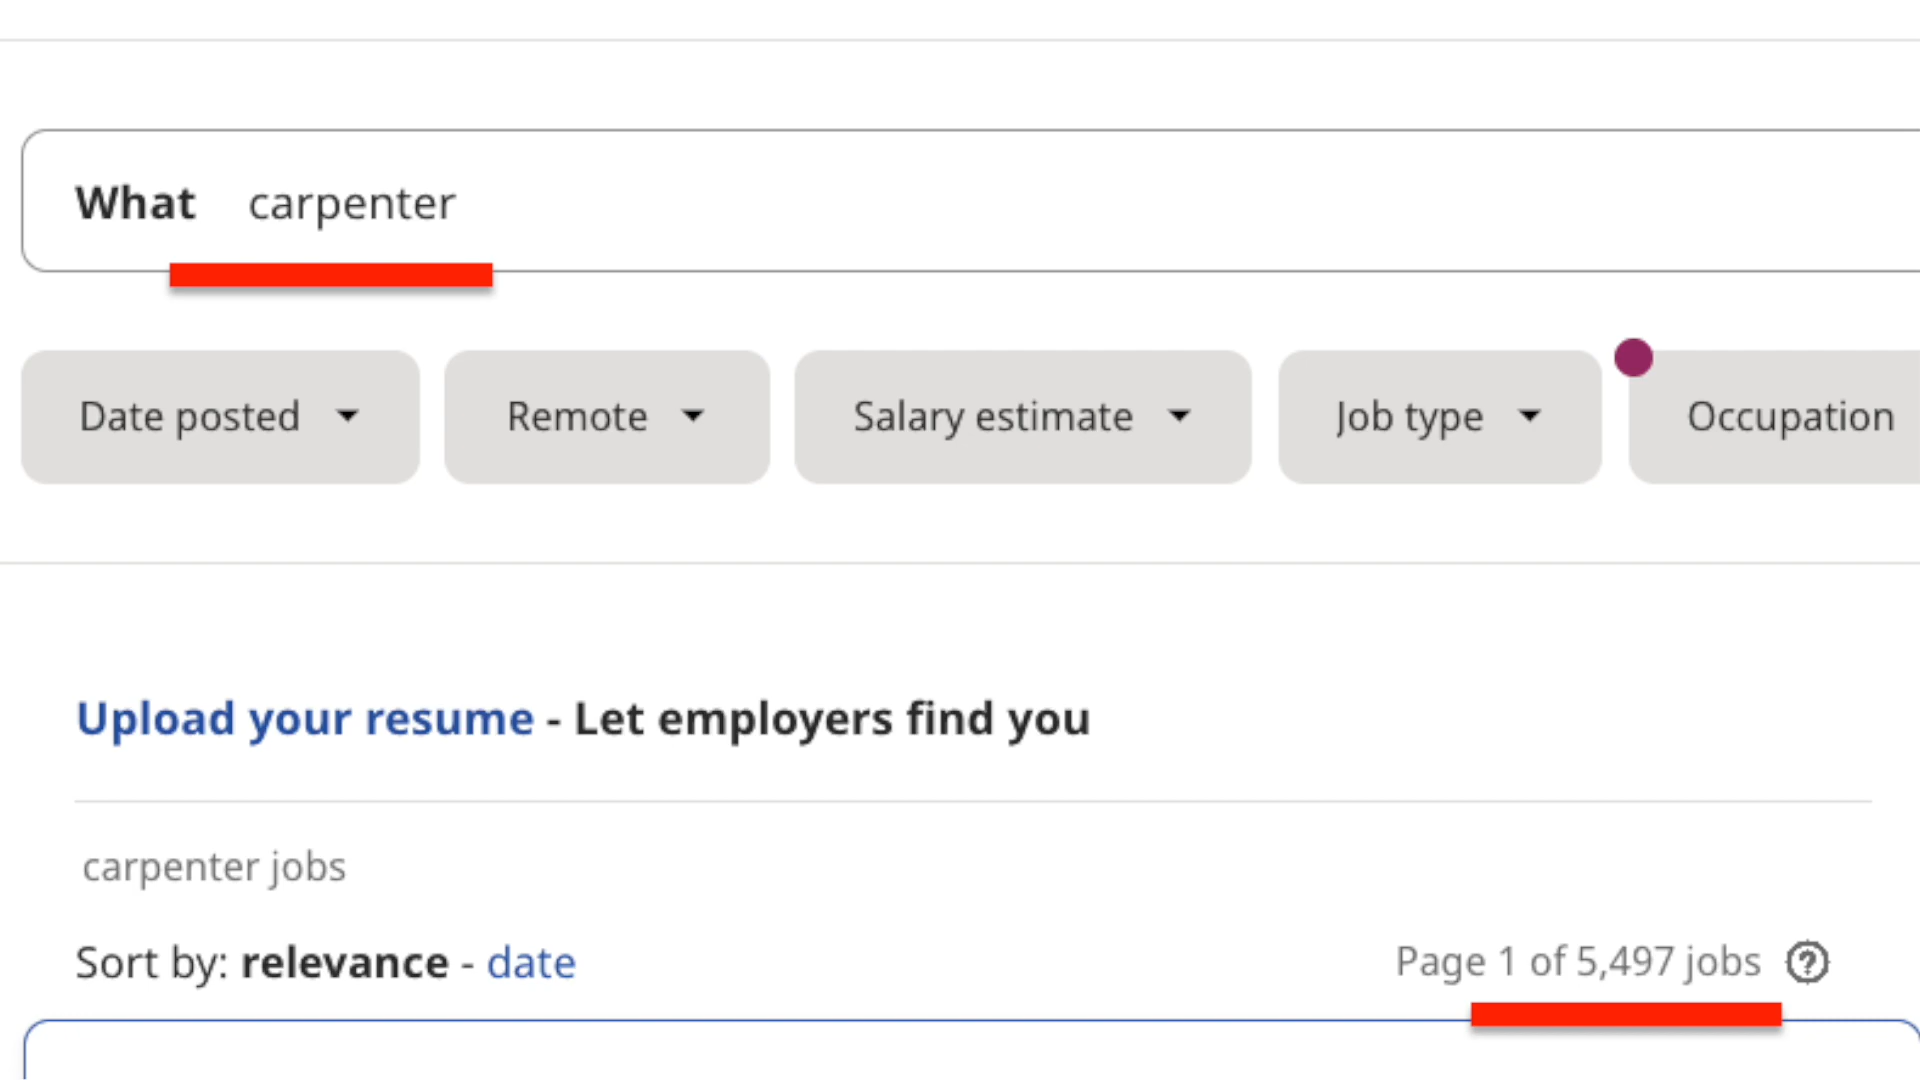 What carpenter
Date posted Remote Salary estimate Job type Occupation
Upload your resume - Let employers find you
carpenter jobs
Sort by: relevance - date Page 1 of 5,497 jobs ?